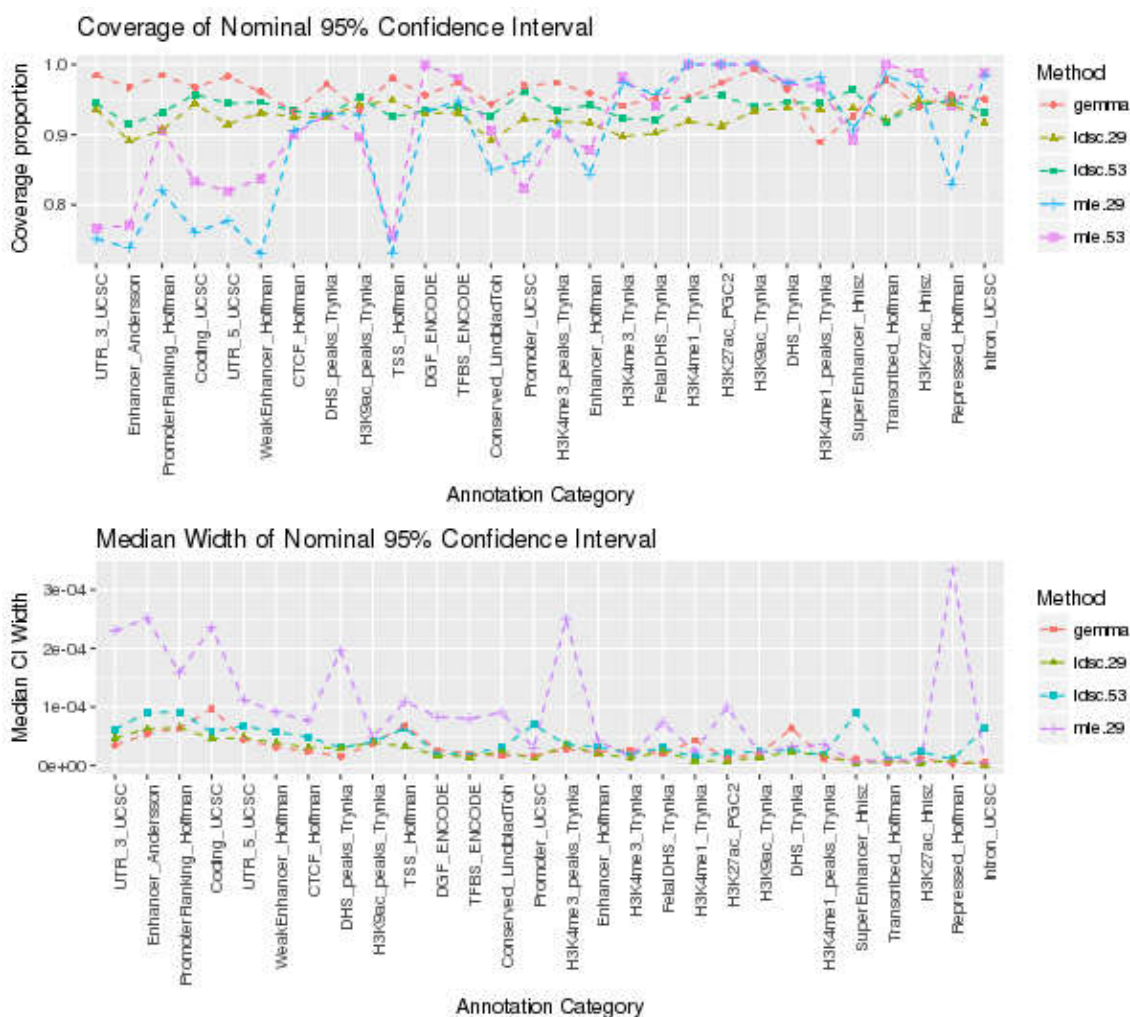 Coverage of Nominal 95% Confidence Interval
1.0
0.9
0.8
Coverage proportion
UTR_3_UCSC
Enhancer_Andersson
PromoterRanking_Hoffman
Coding_UCSC
UTR_5_UCSC
WeakEnhancer_Hoffman
CTCF_Hoffman
DHS_peaks_Trynka
H3K9ac_peaks_Trynka
TSS_Hoffman
DGF_ENCODE
TFBS_ENCODE
Conserved_LindbladToh
Promoter_UCSC
H3K4me3_peaks_Trynka
Enhancer_Hoffman
H3K4me3_Trynka
FetalDHS_Trynka
H3K4me1_Trynka
H3K27ac_PGC2
H3K9ac_Trynka
DHS_Trynka
H3K4me1_peaks_Trynka
SuperEnhancer_Hnisz
Transcribed_Hoffman
H3K27ac_Hnisz
Repressed_Hoffman
Intron_UCSC
Annotation Category
Method
gemma
ldsc.29
ldsc.53
mle.29
mle.53
Median Width of Nominal 95% Confidence Interval
3e-04
2e-04
1e-04
0e+00
Median CI Width
UTR_3_UCSC
Enhancer_Andersson
PromoterRanking_Hoffman
Coding_UCSC
UTR_5_UCSC
WeakEnhancer_Hoffman
CTCF_Hoffman
DHS_peaks_Trynka
H3K9ac_peaks_Trynka
TSS_Hoffman
DGF_ENCODE
TFBS_ENCODE
Conserved_LindbladToh
Promoter_UCSC
H3K4me3_peaks_Trynka
Enhancer_Hoffman
H3K4me3_Trynka
FetalDHS_Trynka
H3K4me1_Trynka
H3K27ac_PGC2
H3K9ac_Trynka
DHS_Trynka
H3K4me1_peaks_Trynka
SuperEnhancer_Hnisz
Transcribed_Hoffman
H3K27ac_Hnisz
Repressed_Hoffman
Intron_UCSC
Annotation Category
Method
gemma
ldsc.29
ldsc.53
mle.29